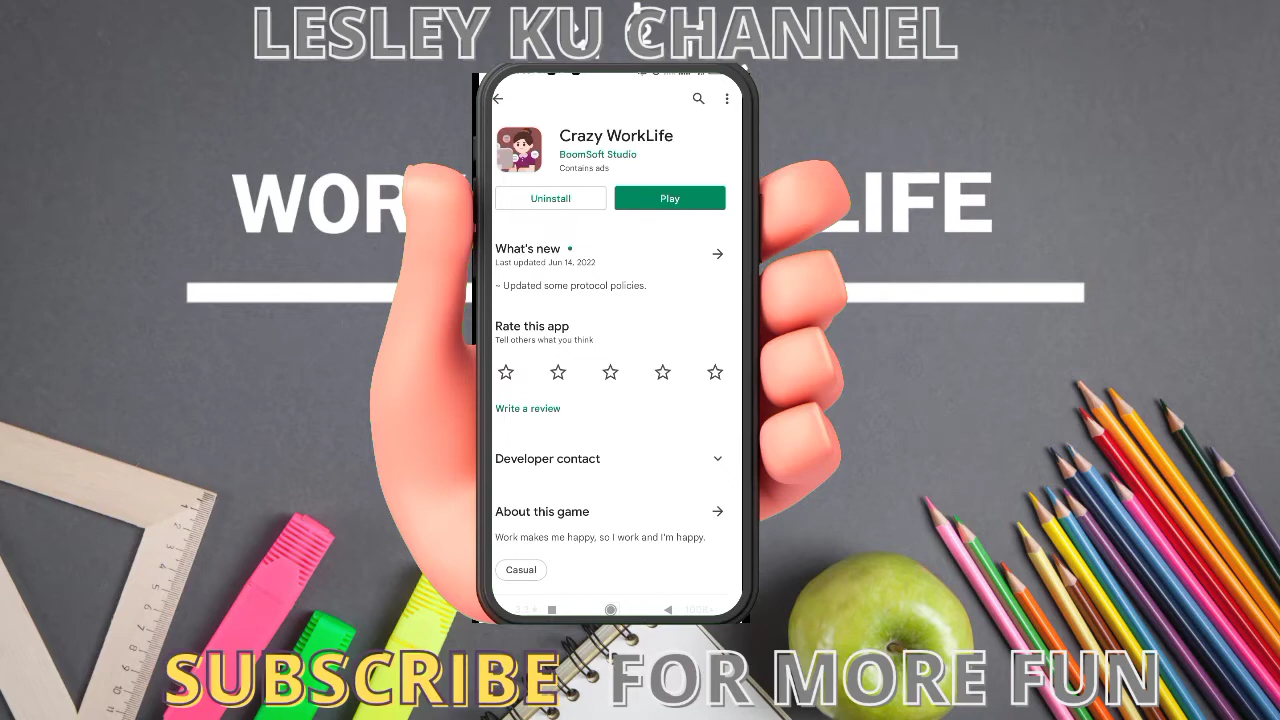 LESLEY KU CHANNEL
Crazy WorkLife
BoomSoft Studio
Contains ads
Uninstall
Play
WOR
LIFE
What's new
Last updated Jun 14, 2022
~ Updated some protocol policies.
Rate this app
Tell others what you think
Write a review
Developer contact
About this game
Work makes me happy, so I work and I'm happy.
Casual
SUBSCRIBE FOR MORE FUN